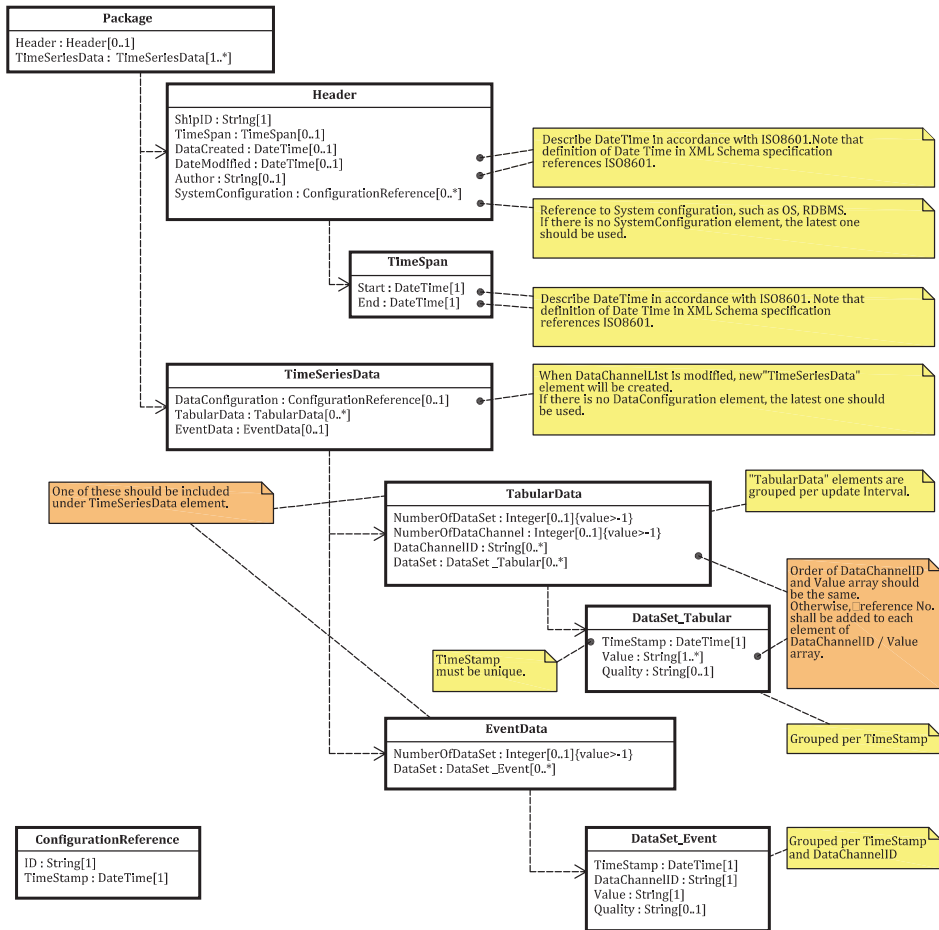 Package
Header : Header[0..1]
TimeSeriesData : TimeSeriesData[1..*]
Header
ShipID : String[1]
TimeSpan : TimeSpan[0..1]
DataCreated : DateTime[0..1]
DateModified : DateTime[0..1]
Author : String[0..1]
SystemConfiguration : ConfigurationReference[0..*]
Describe DateTime in accordance with ISO8601.Note that
definition of Date Time in XML Schema specification
references ISO8601.
Reference to System configuration, such as OS, RDBMS.
If there is no SystemConfiguration element, the latest one
should be used.
TimeSpan
Start : DateTime[1]
End : DateTime[1]
Describe DateTime in accordance with ISO8601. Note that
definition of Date Time in XML Schema specification
references ISO8601.
TimeSeriesData
DataConfiguration : ConfigurationReference[0..1]
TabularData : TabularData[0..*]
EventData : EventData[0..1]
When DataChannelList is modified, new"TimeSeriesData"
element will be created.
If there is no DataConfiguration element, the latest one should
be used.
One of these should be included
under TimeSeriesData element.
TabularData
NumberOfDataSet : Integer[0..1]{value>-1}
NumberOfDataChannel : Integer[0..1]{value>-1}
DataChannelID : String[0..*]
DataSet : DataSet_Tabular[0..*]
"TabularData" elements are
grouped per update Interval.
Order of DataChannelID
and Value array should
be the same.
Otherwise, □reference No.
shall be added to each
element of
DataChannelID / Value
array.
DataSet_Tabular
TimeStamp : DateTime[1]
Value : String[1..*]
Quality : String[0..1]
TimeStamp
must be unique.
Grouped per TimeStamp
EventData
NumberOfDataSet : Integer[0..1]{value>-1}
DataSet : DataSet_Event[0..*]
ConfigurationReference
ID : String[1]
TimeStamp : DateTime[1]
DataSet_Event
TimeStamp : DateTime[1]
DataChannelID : String[1]
Value : String[1]
Quality : String[0..1]
Grouped per TimeStamp
and DataChannelID